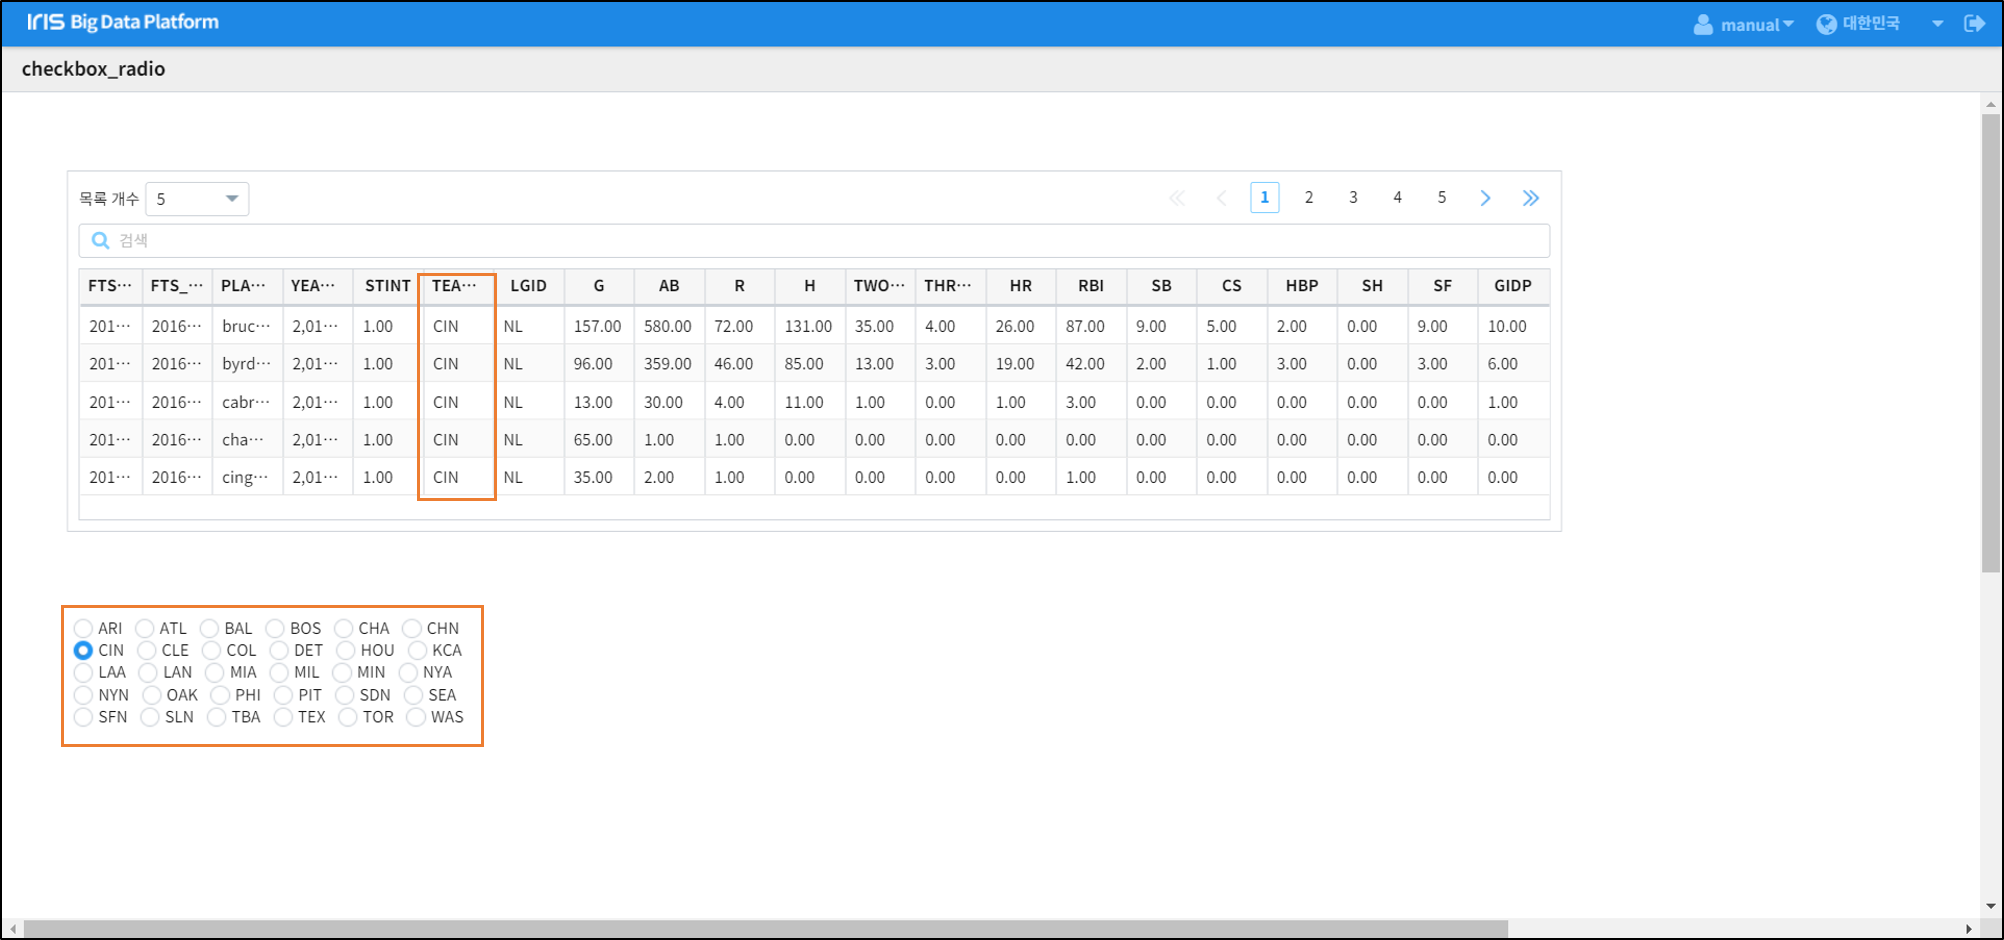 IRIS Big Data Platform
manual 대한민국
checkbox_radio
목록 개수 5 1 2 3 4 5
검색
FTS··· FTS_··· PLA··· YEA··· STINT TEA··· LGID G AB R H TWO··· THR··· HR RBI SB CS HBP SH SF GIDP
201··· 2016··· bruc··· 2,01··· 1.00 CIN NL 157.00 580.00 72.00 131.00 35.00 4.00 26.00 87.00 9.00 5.00 2.00 0.00 9.00 10.00
201··· 2016··· byrd··· 2,01··· 1.00 CIN NL 96.00 359.00 46.00 85.00 13.00 3.00 19.00 42.00 2.00 1.00 3.00 0.00 3.00 6.00
201··· 2016··· cabr··· 2,01··· 1.00 CIN NL 13.00 30.00 4.00 11.00 1.00 0.00 1.00 3.00 0.00 0.00 0.00 0.00 0.00 1.00
201··· 2016··· cha··· 2,01··· 1.00 CIN NL 65.00 1.00 1.00 0.00 0.00 0.00 0.00 0.00 0.00 0.00 0.00 0.00 0.00 0.00
201··· 2016··· cing··· 2,01··· 1.00 CIN NL 35.00 2.00 1.00 0.00 0.00 0.00 0.00 1.00 0.00 0.00 0.00 0.00 0.00 0.00
ARI ATL BAL BOS CHA CHN
CIN CLE COL DET HOU KCA
LAA LAN MIA MIL MIN NYA
NYN OAK PHI PIT SDN SEA
SFN SLN TBA TEX TOR WAS